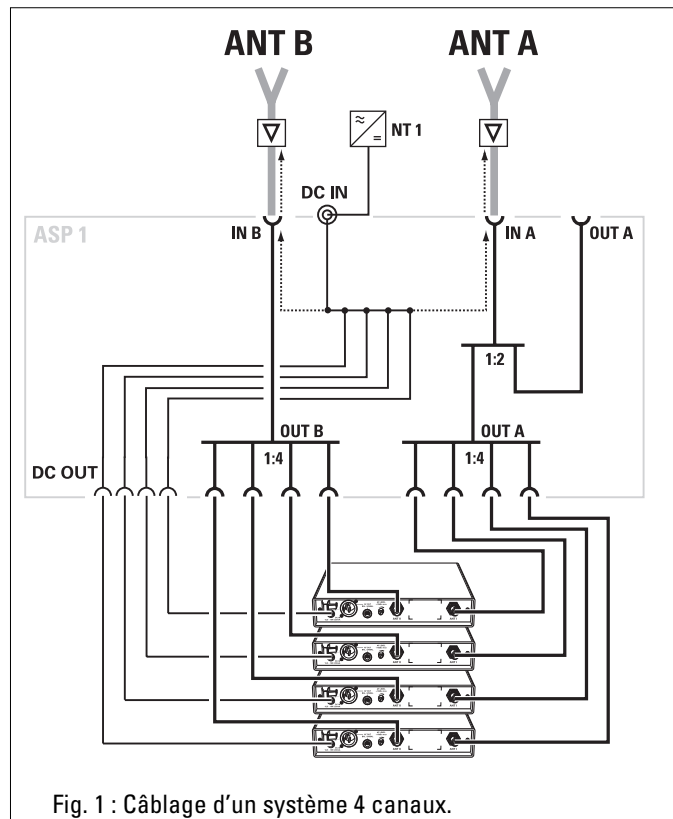 ANT B ANT A
NT 1
DC IN
ASP 1 IN B IN A OUT A
1:2
OUT B OUT A
1:4 1:4
DC OUT
Fig. 1 : Câblage d'un système 4 canaux.